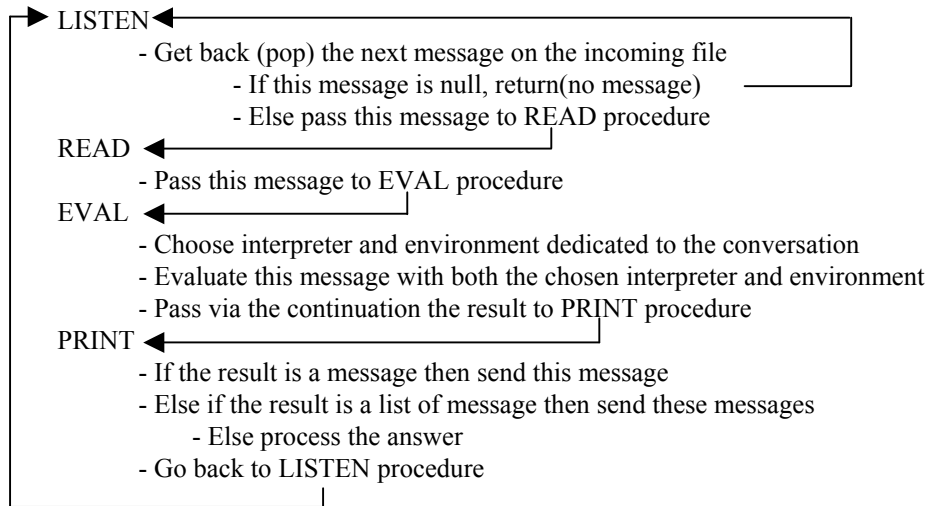 LISTEN
- Get back (pop) the next message on the incoming file
- If this message is null, return(no message)
- Else pass this message to READ procedure
READ
- Pass this message to EVAL procedure
EVAL
- Choose interpreter and environment dedicated to the conversation
- Evaluate this message with both the chosen interpreter and environment
- Pass via the continuation the result to PRINT procedure
PRINT
- If the result is a message then send this message
- Else if the result is a list of message then send these messages
- Else process the answer
- Go back to LISTEN procedure